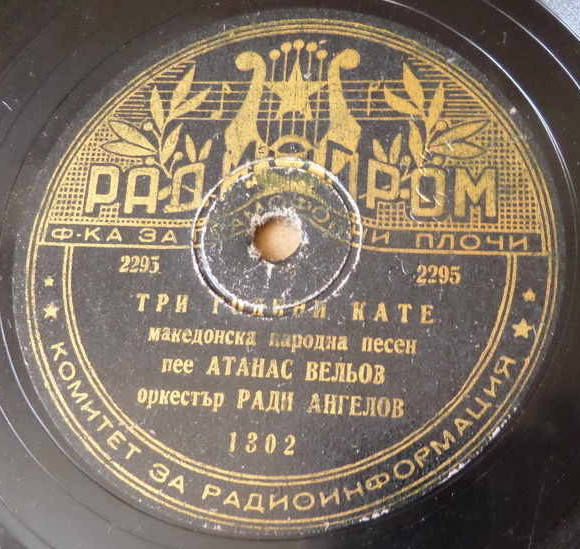 Ф-КА ЗА ПЛОЧИ
2295 2295
ТРИ ГОДИНИ КАТЕ
македонска народна песен
пее АТАНАС ВЕЛЬОВ
оркестър РАДИ АНГЕЛОВ
1302
КОМИТЕТ ЗА РАДИОИНФОРМАЦИЯ